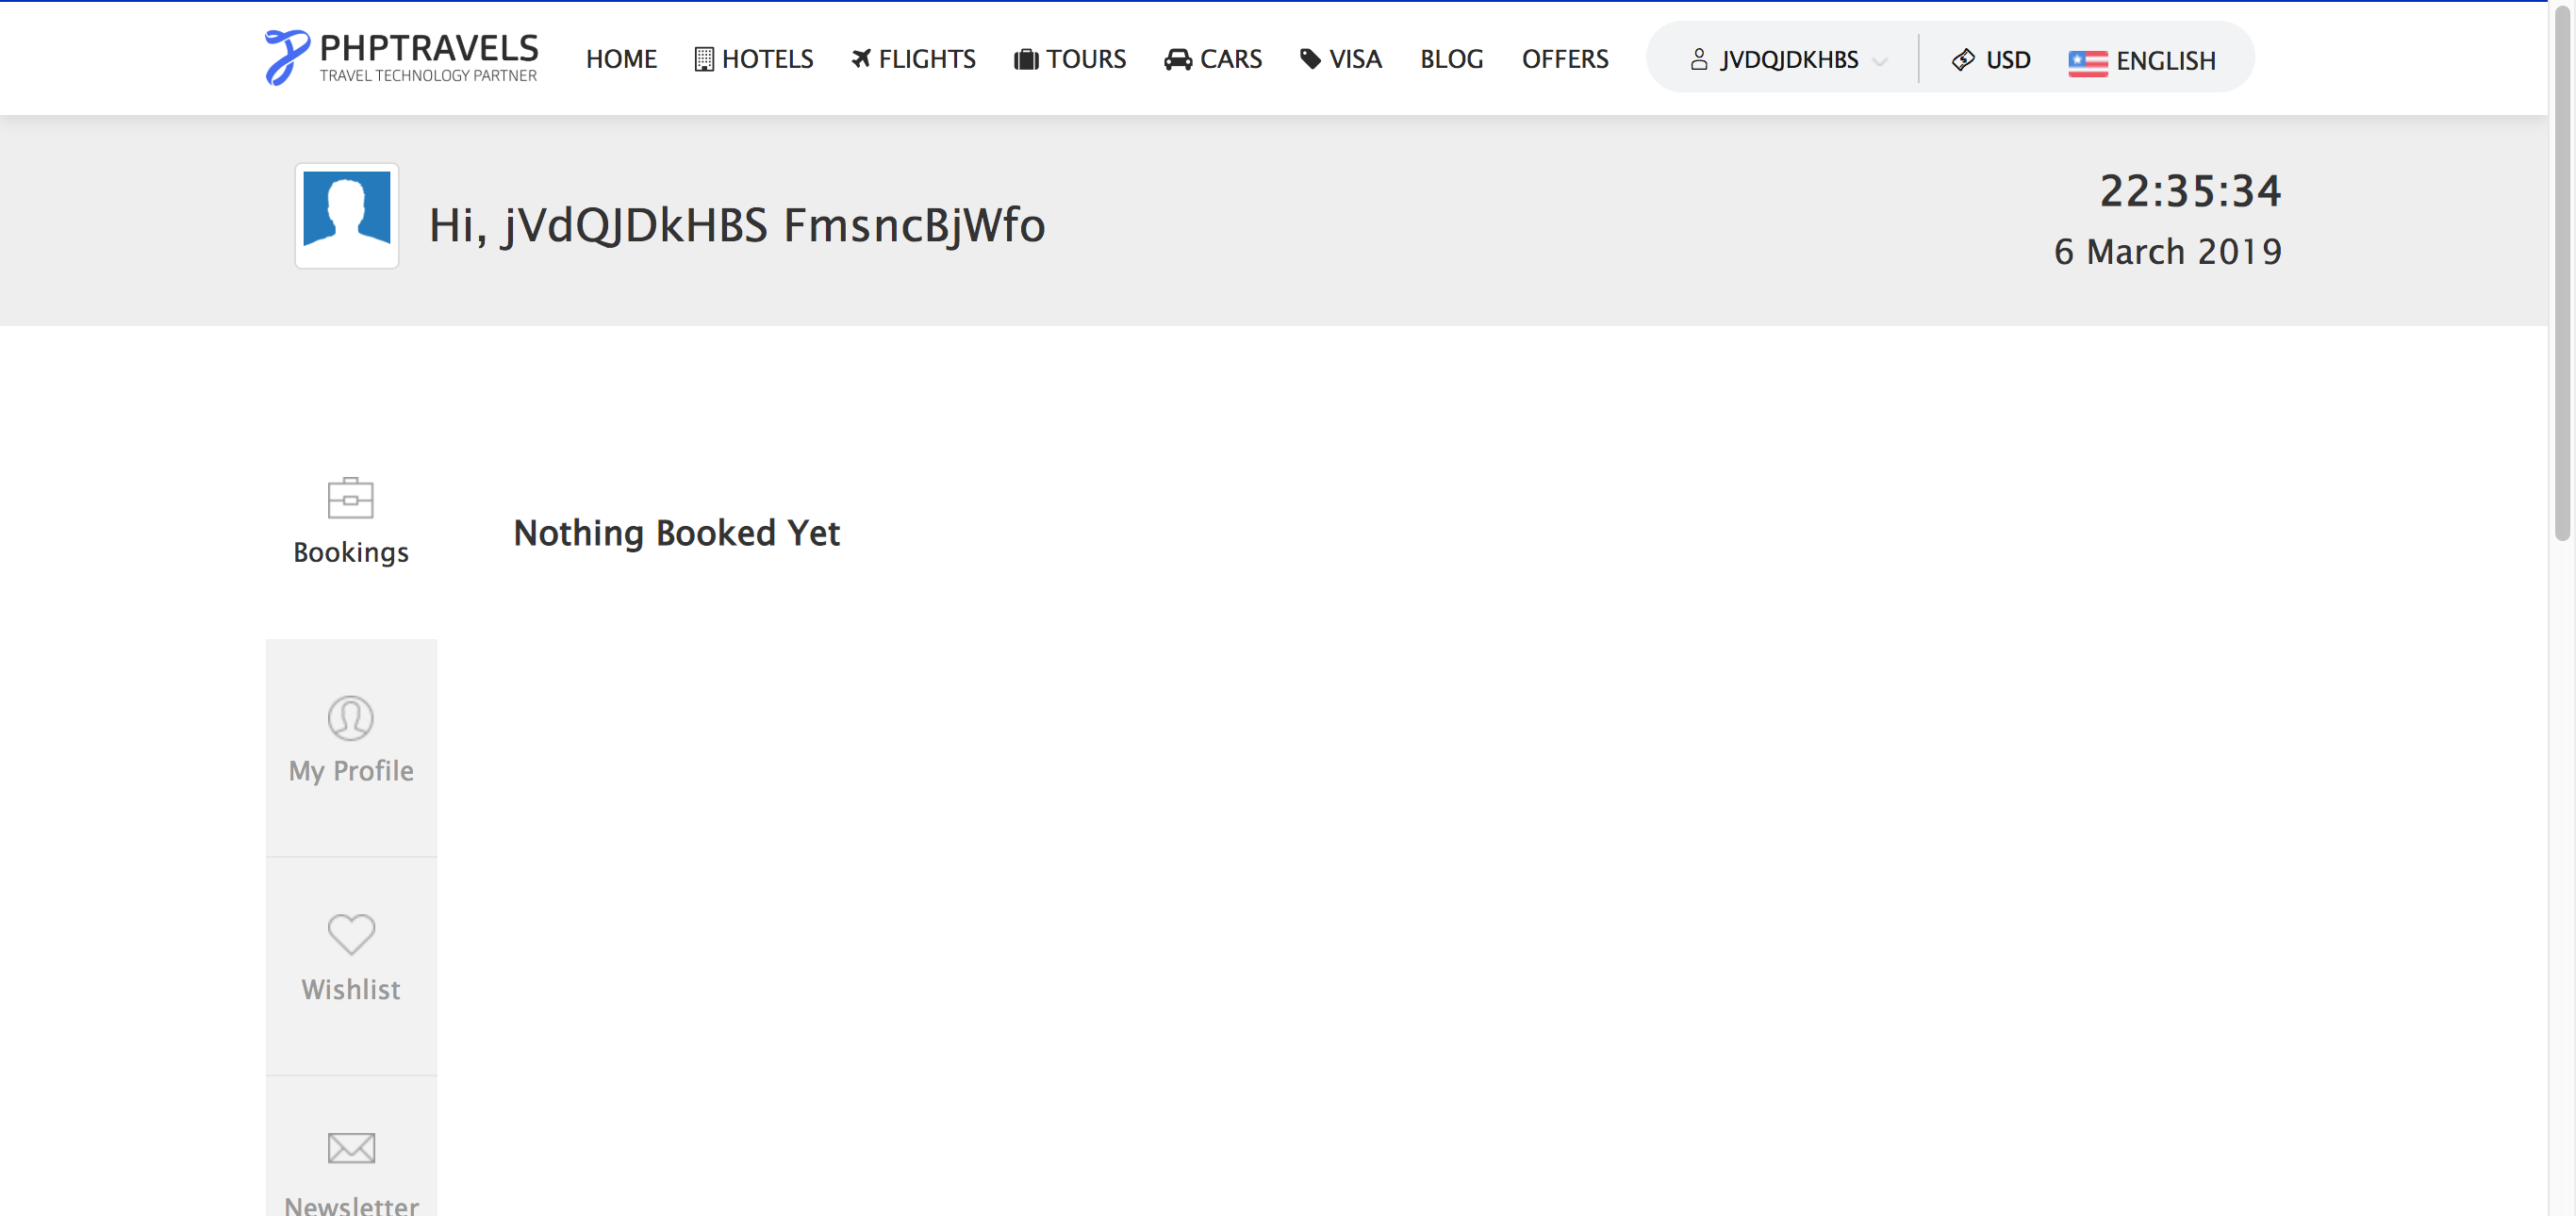 PHPTRAVELS
TRAVEL TECHNOLOGY PARTNER
HOME HOTELS FLIGHTS TOURS CARS VISA BLOG OFFERS JVDQJDKHBS USD ENGLISH
Hi, jVdQJDkHBS FmsncBjWfo
22:35:34
6 March 2019
Bookings
Nothing Booked Yet
My Profile
Wishlist
Newsletter